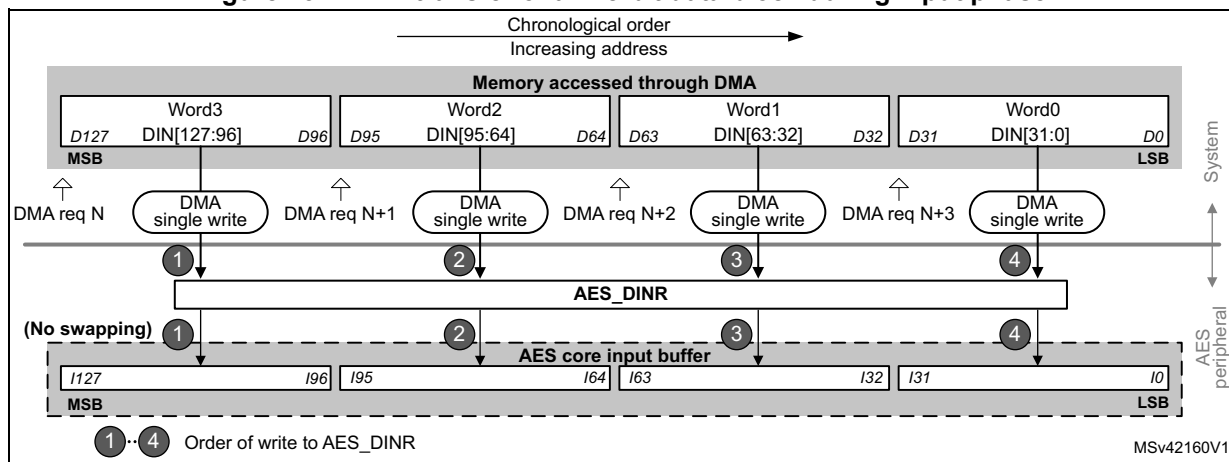 Chronological order
Increasing address
Memory accessed through DMA
Word3 Word2 Word1 Word0
D127 DIN[127:96] D96 D95 DIN[95:64] D64 D63 DIN[63:32] D32 D31 DIN[31:0] D0
MSB LSB
System
DMA req N DMA single write DMA req N+1 DMA single write DMA req N+2 DMA single write DMA req N+3 DMA single write
1 2 3 4
AES_DINR
(No swapping) 1 2 3 4
AES peripheral
AES core input buffer
I127 I96 I95 I64 I63 I32 I31 I0
MSB LSB
1 ·· 4 Order of write to AES_DINR
MSv42160V1